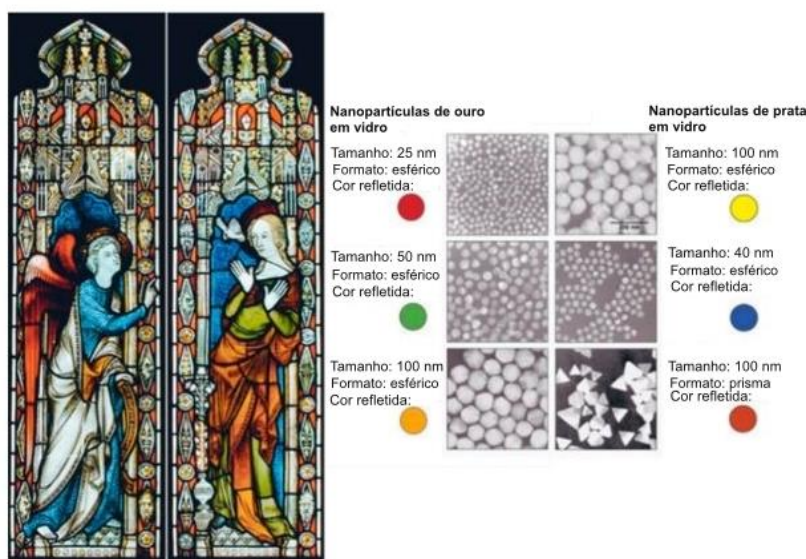 Nanopartículas de ouro
em vidro
Tamanho: 25 nm
Formato: esférico
Cor refletida:
Tamanho: 50 nm
Formato: esférico
Cor refletida:
Tamanho: 100 nm
Formato: esférico
Cor refletida:
Nanopartículas de prata
em vidro
Tamanho: 100 nm
Formato: esférico
Cor refletida:
Tamanho: 40 nm
Formato: esférico
Cor refletida:
Tamanho: 100 nm
Formato: prisma
Cor refletida: